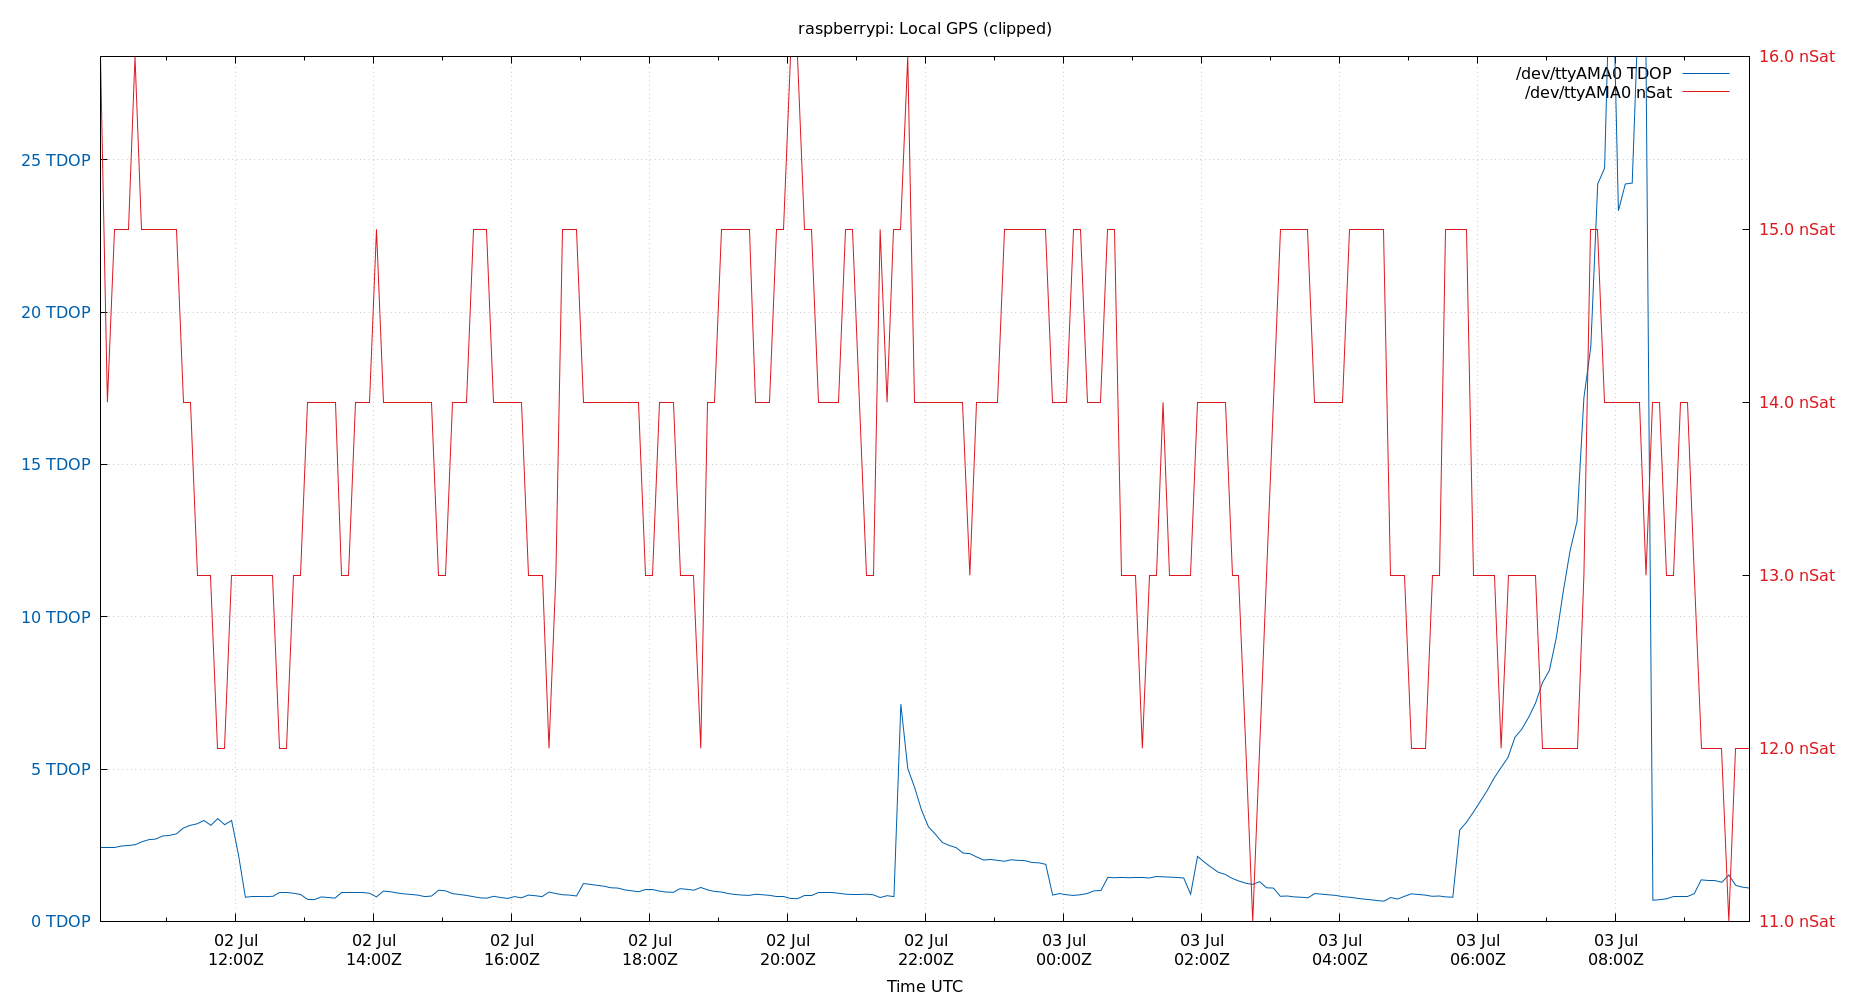 raspberrypi: Local GPS (clipped)
16.0 nSat
/dev/ttyAMA0 TDOP
/dev/ttyAMA0 nSat
25 TDOP
15.0 nSat
20 TDOP
14.0 nSat
15 TDOP
13.0 nSat
10 TDOP
12.0 nSat
5 TDOP
0 TDOP
11.0 nSat
02 Jul
12:00Z
02 Jul
14:00Z
02 Jul
16:00Z
02 Jul
18:00Z
02 Jul
20:00Z
02 Jul
22:00Z
03 Jul
00:00Z
03 Jul
02:00Z
03 Jul
04:00Z
03 Jul
06:00Z
03 Jul
08:00Z
Time UTC